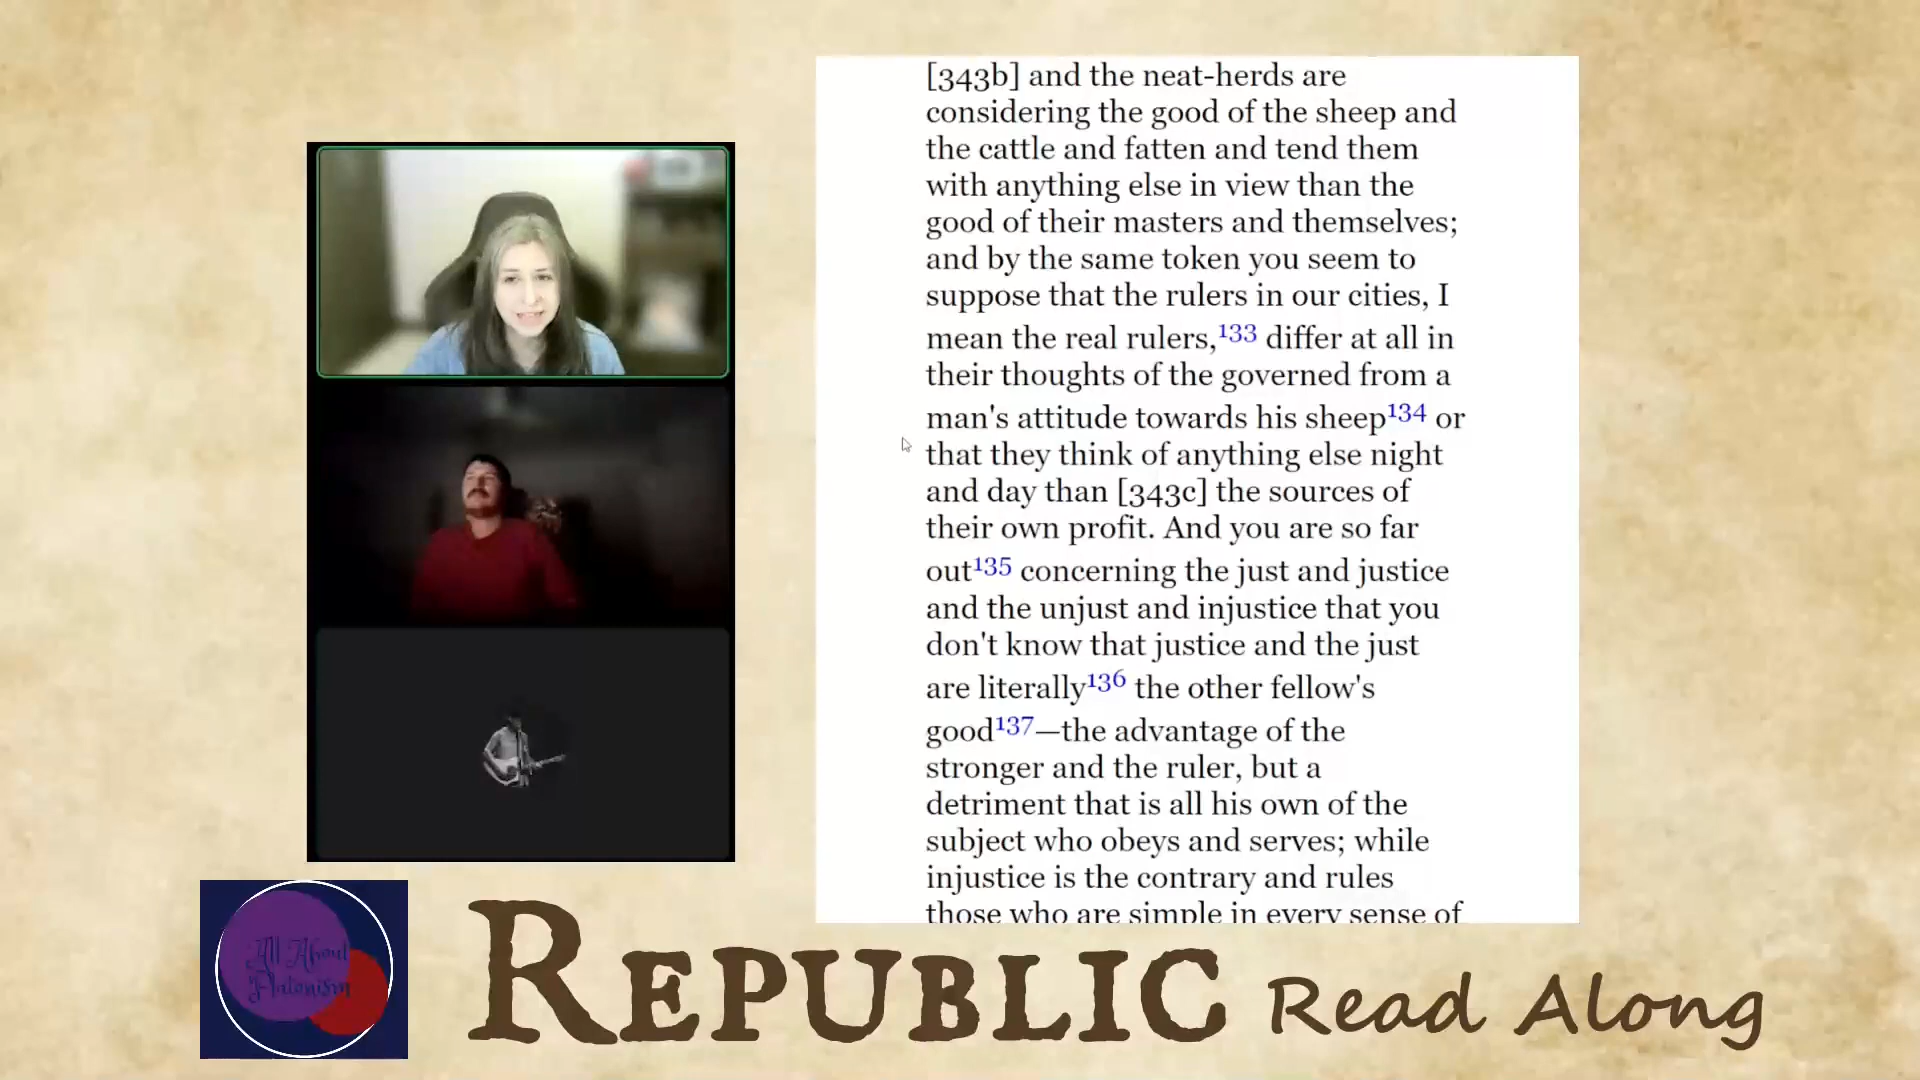 [343b] and the neat-herds are
considering the good of the sheep and
the cattle and fatten and tend them
with anything else in view than the
good of their masters and themselves;
and by the same token you seem to
suppose that the rulers in our cities, I
mean the real rulers,133 differ at all in
their thoughts of the governed from a
man's attitude towards his sheep134 or
that they think of anything else night
and day than [343c] the sources of
their own profit. And you are so far
out135 concerning the just and justice
and the unjust and injustice that you
don't know that justice and the just
are literally136 the other fellow's
good137—the advantage of the
stronger and the ruler, but a
detriment that is all his own of the
subject who obeys and serves; while
injustice is the contrary and rules
those who are simple in every sense of
All About
Platonism
REPUBLIC Read Along